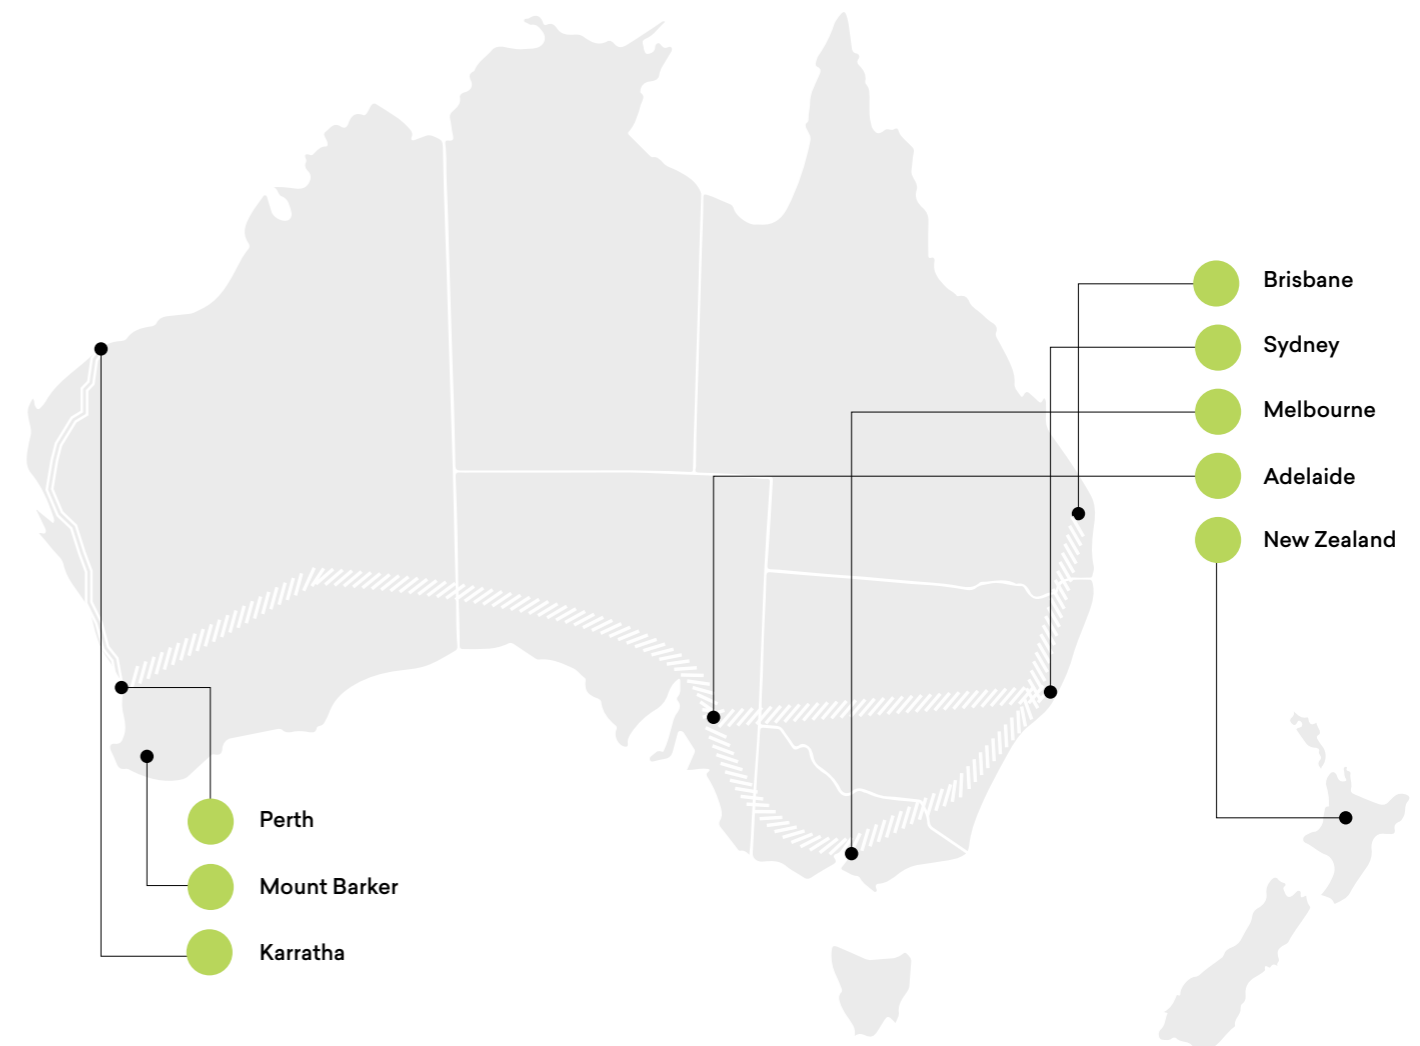 Brisbane
Sydney
Melbourne
Adelaide
New Zealand
Perth
Mount Barker
Karratha